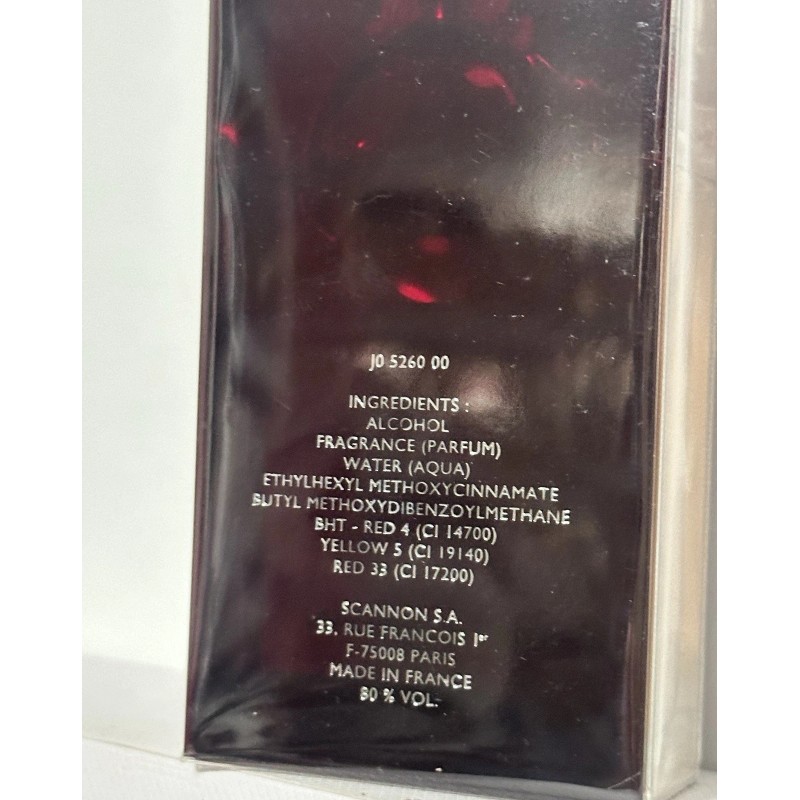 J0 5260 00
INGREDIENTS :
ALCOHOL
FRAGRANCE (PARFUM)
WATER (AQUA)
ETHYLHEXYL METHOXYCINNAMATE
BUTYL METHOXYDIBENZOYLMETHANE
BHT - RED 4 (CI 14700)
YELLOW 5 (CI 19140)
RED 33 (CI 17200)
SCANNON S.A.
33, RUE FRANCOIS Ier
F-75008 PARIS
MADE IN FRANCE
80 % VOL.